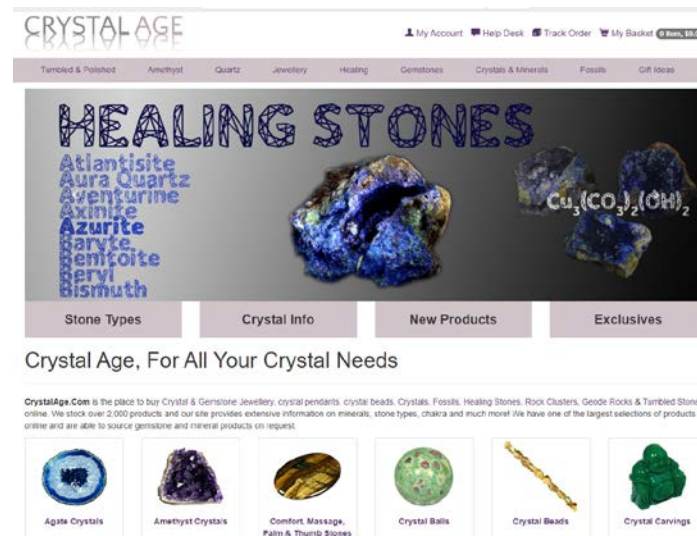 CRYSTAL AGE
My Account Help Desk Track Order My Basket 0 Item, $0.0
Tumbled & Polished Amethyst Quartz Jewellery Healing Gemstones Crystals & Minerals Fossils Gift Ideas
HEALING STONES
Atlantisite
Aura Quartz
Aventurine
Axinite
Azurite
Baryte
Benitoite
Beryl
Bismuth
Cu3(CO3)2(OH)2
Stone Types Crystal Info New Products Exclusives
Crystal Age, For All Your Crystal Needs
CrystalAge.Com is the place to buy Crystal & Gemstone Jewellery, crystal pendants, crystal beads, Crystals, Fossils, Healing Stones, Rock Clusters, Geode Rocks & Tumbled Stone
online. We stock over 2,000 products and our site provides extensive information on minerals, stone types, chakra and much more! We have one of the largest selections of products
online and are able to source gemstone and mineral products on request.
Agate Crystals Amethyst Crystals Comfort, Massage, Crystal Balls Crystal Beads Crystal Carvings
Palm & Thumb Stones